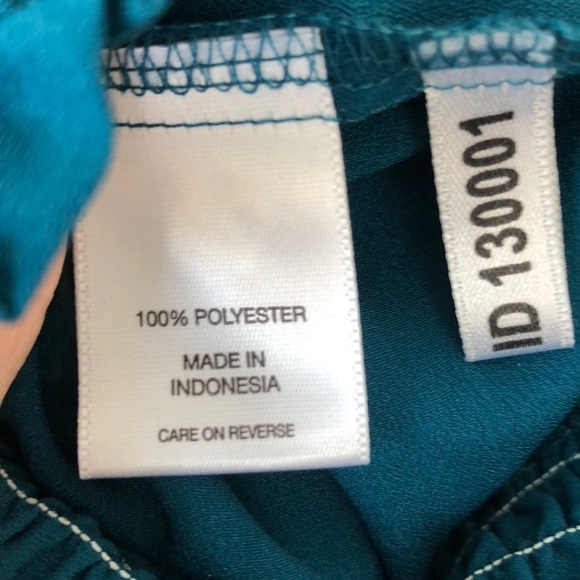 100% POLYESTER
MADE IN
INDONESIA
CARE ON REVERSE
ID 130001